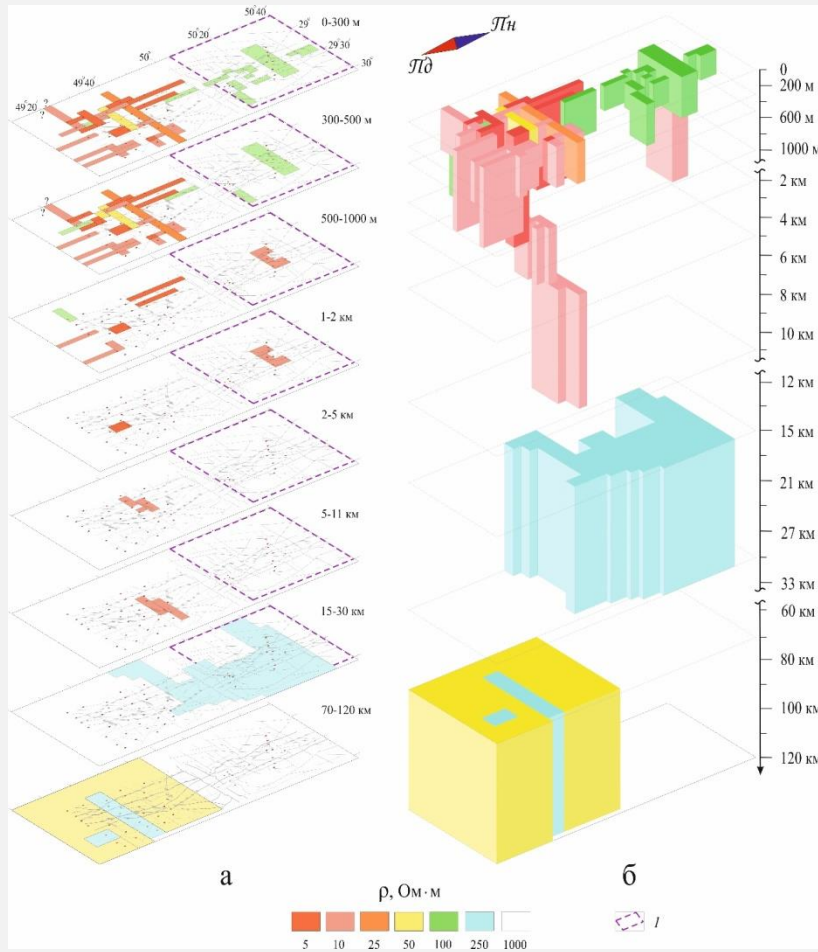 50°40'
0-300 м
50°20
29°
50°
29°30
49°40
30°
49°20
?
?
300-500 м
500-1000 м
?
?
1-2 км
2-5 км
5-11 км
15-30 км
70-120 км
Пн
Пд
0
200 м
600 м
1000 м
2 км
4 км
6 км
8 км
10 км
12 км
15 км
21 км
27 км
33 км
60 км
80 км
100 км
120 км
а
б
ρ, Ом·м
5 10 25 50 100 250 1000
1